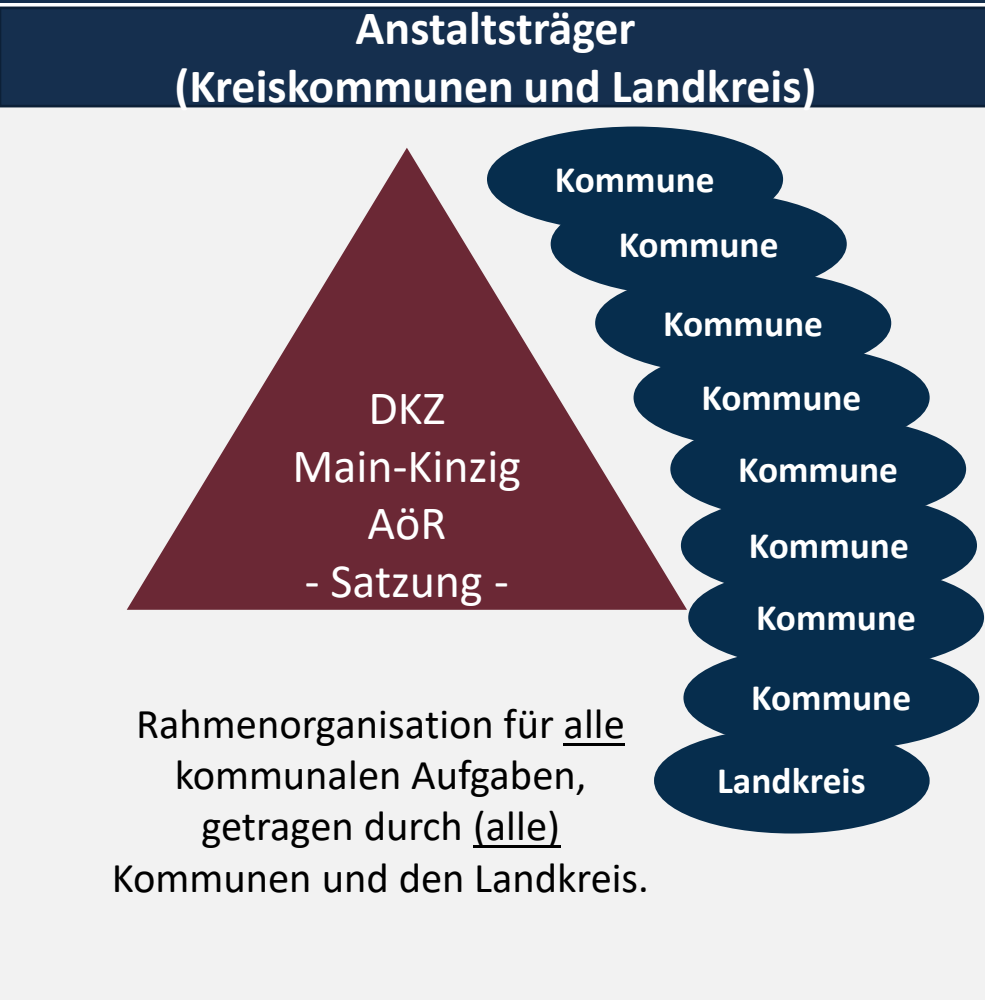 Anstaltsträger
(Kreiskommunen und Landkreis)
Kommune
Kommune
Kommune
Kommune
Kommune
Kommune
Kommune
Kommune
Landkreis
DKZ
Main-Kinzig
AöR
- Satzung -
Rahmenorganisation für alle
kommunalen Aufgaben,
getragen durch (alle)
Kommunen und den Landkreis.